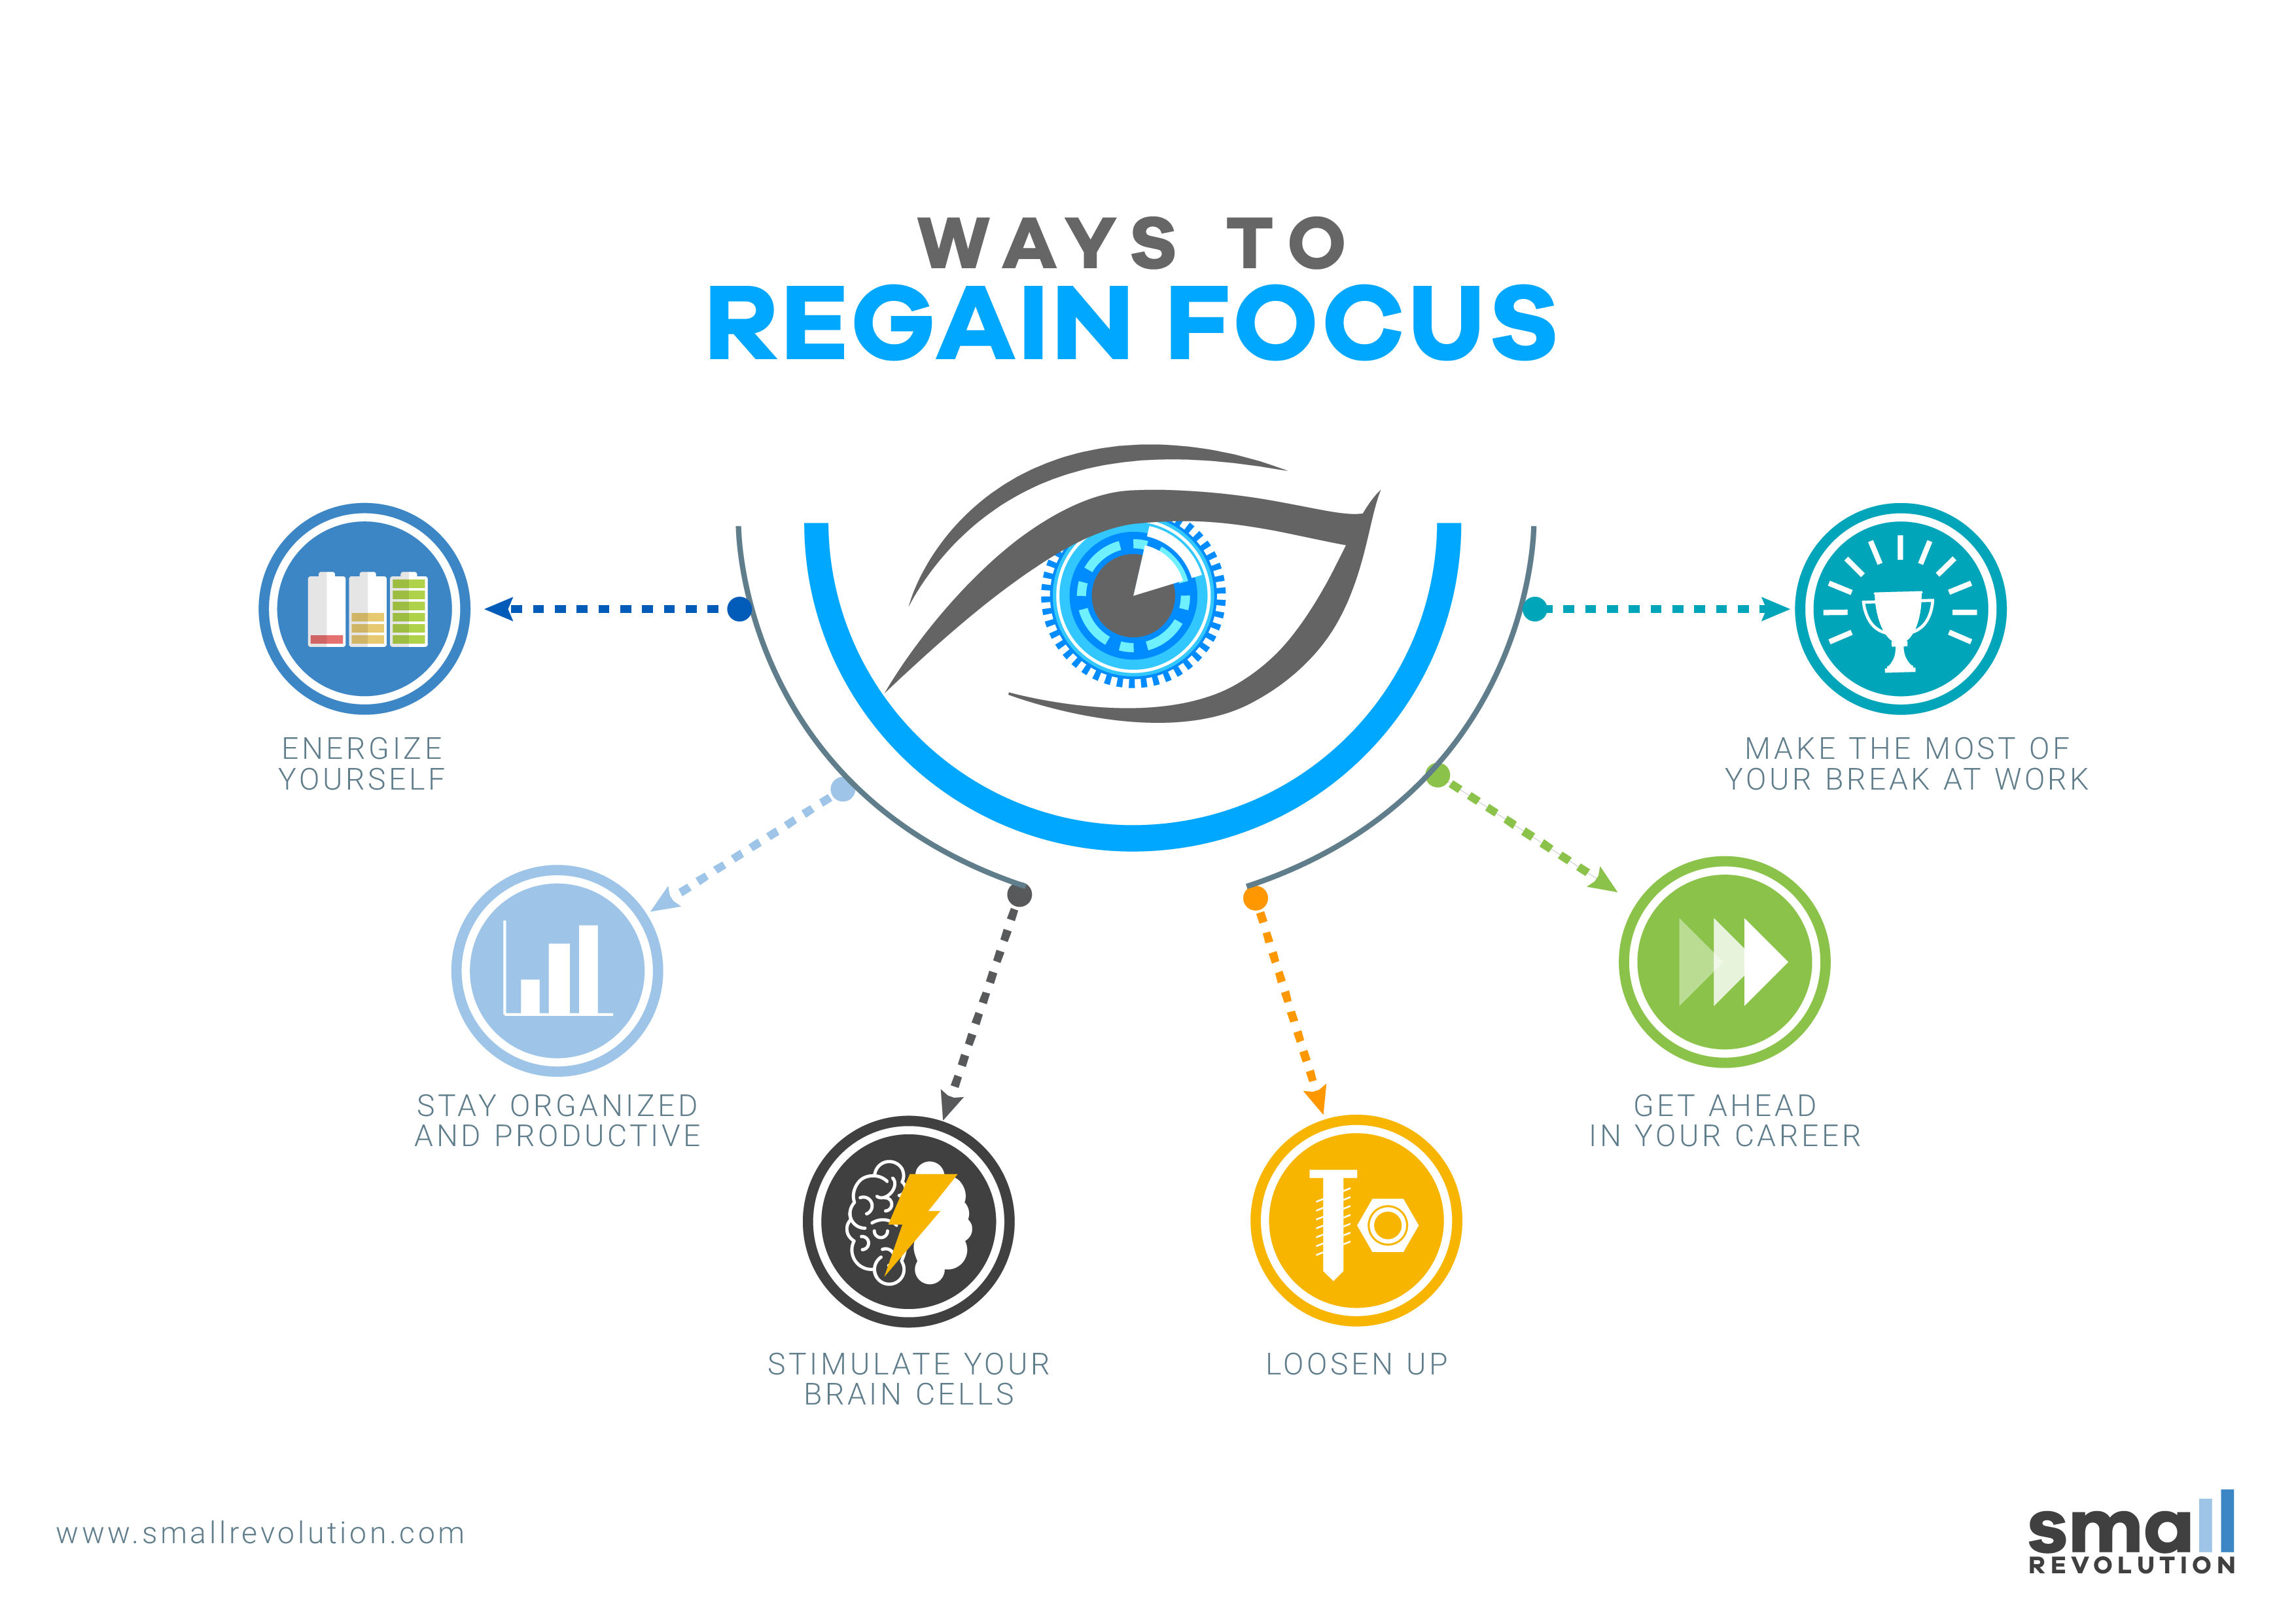 WAYS TO
REGAIN FOCUS
ENERGIZE
YOURSELF
MAKE THE MOST OF
YOUR BREAK AT WORK
STAY ORGANIZED
AND PRODUCTIVE
GET AHEAD
IN YOUR CAREER
STIMULATE YOUR
BRAIN CELLS
LOOSEN UP
www.smallrevolution.com
small
REVOLUTION